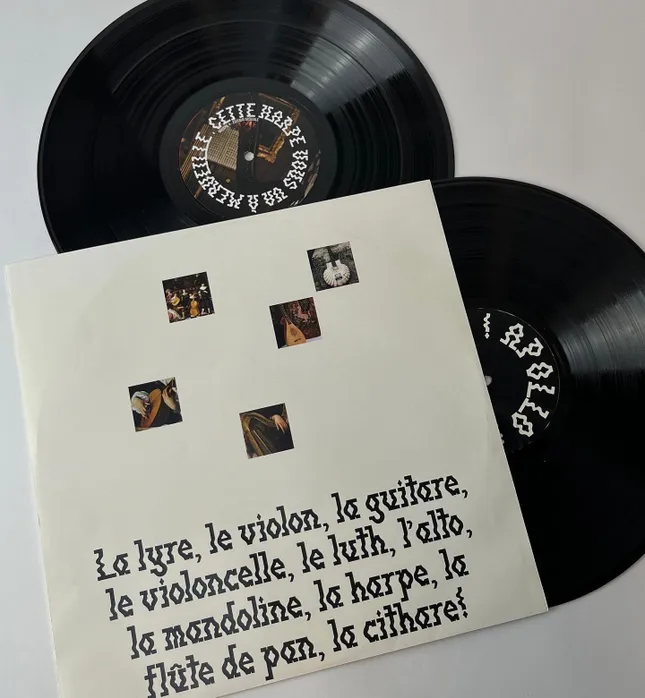 CETTE HARPE NOUS
APOLLO
La lyre, le violon, la guitare,
le violoncelle, le luth, l'alto,
la mandoline, la harpe, la
flûte de pan, la cithare!